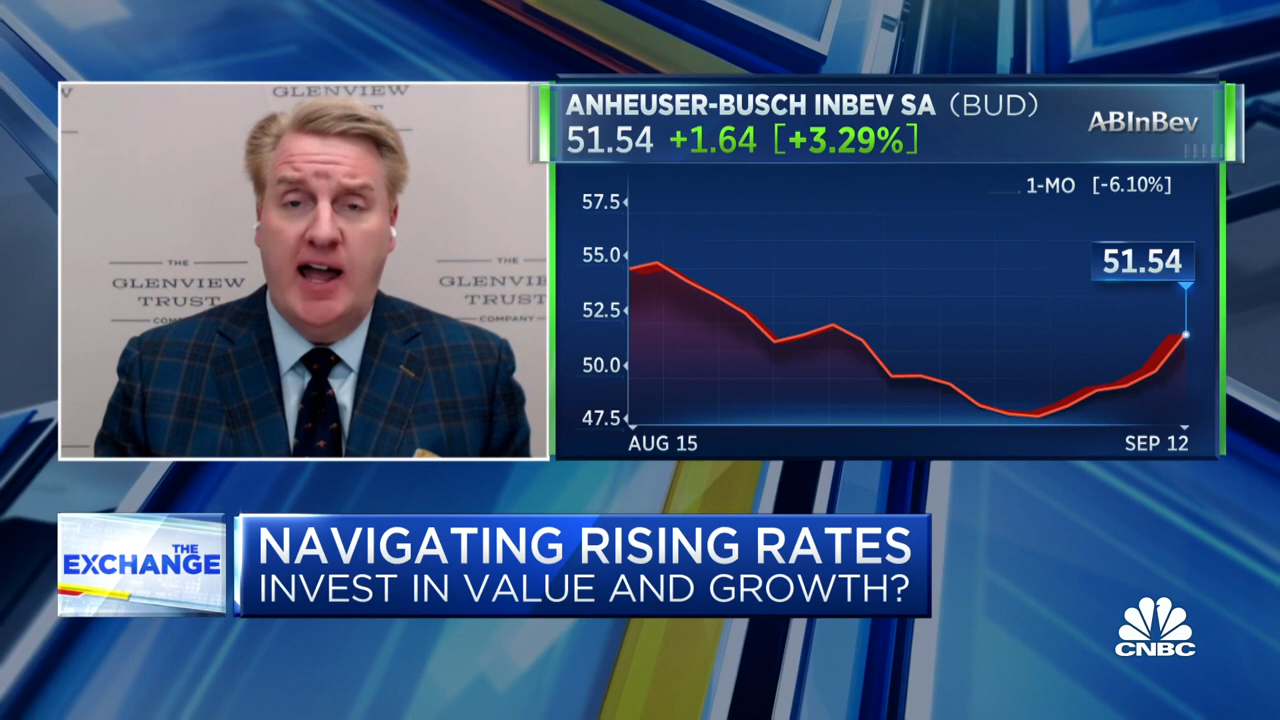 GLENVIEW
THE
GLENVIEW
TRUST
THE
GLENVIE
TRUST
COMPANY
ANHEUSER-BUSCH INBEV SA (BUD)
51.54 +1.64 [+3.29%]
ABInBev
1-MO [-6.10%]
57.5
55.0
52.5
50.0
47.5
51.54
AUG 15
SEP 12
THE
EXCHANGE
NAVIGATING RISING RATES
INVEST IN VALUE AND GROWTH?
CNBC